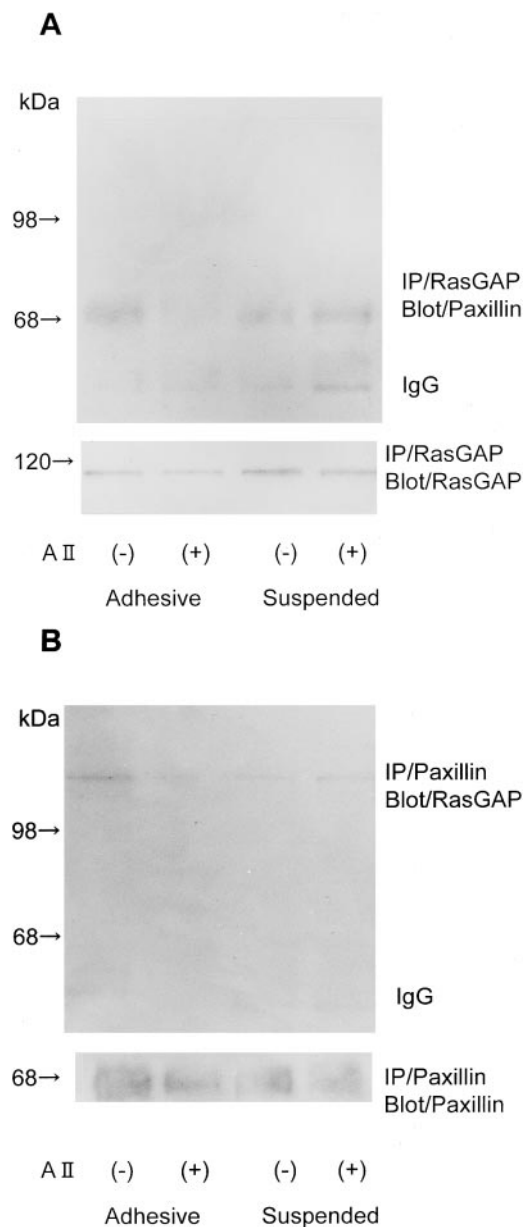 A
kDa
98→
68→
IP/RasGAP
Blot/Paxillin
IgG
120→
IP/RasGAP
Blot/RasGAP
A II (-) (+) (-) (+)
Adhesive Suspended
B
kDa
IP/Paxillin
Blot/RasGAP
98→
68→
IgG
68→
IP/Paxillin
Blot/Paxillin
A II (-) (+) (-) (+)
Adhesive Suspended